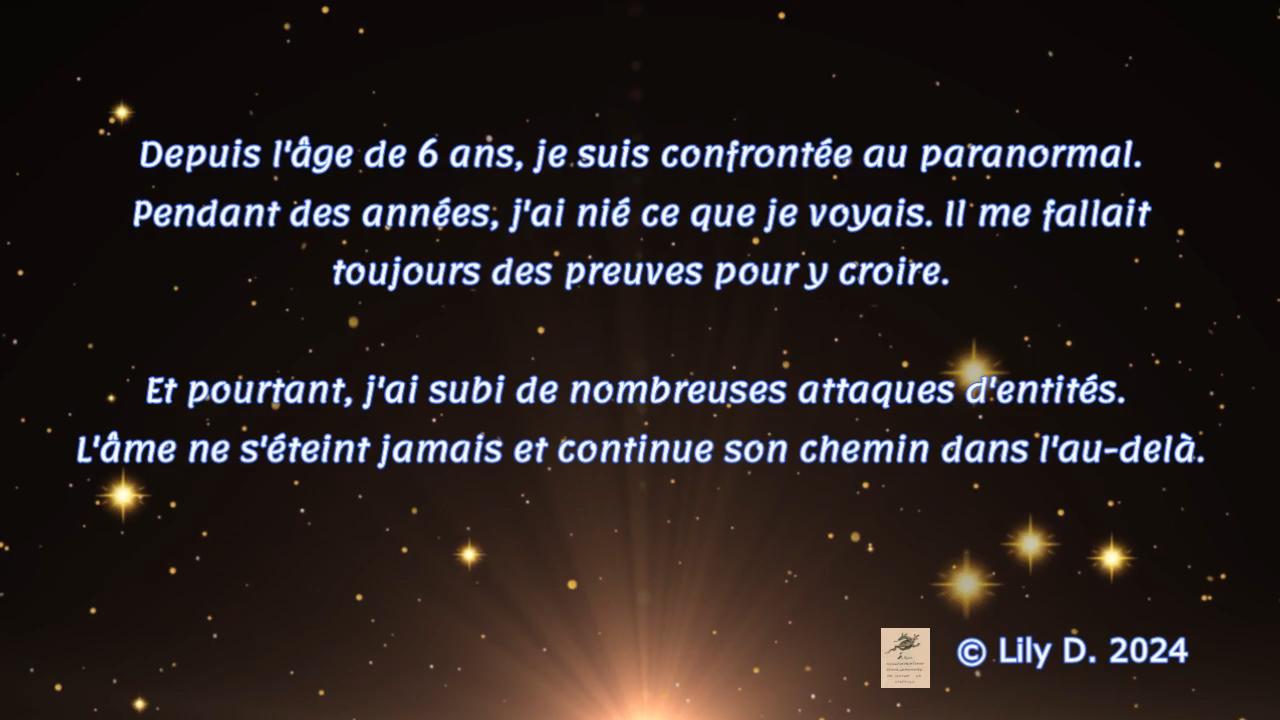 Depuis l'âge de 6 ans, je suis confrontée au paranormal.
Pendant des années, j'ai nié ce que je voyais. Il me fallait
toujours des preuves pour y croire.
Et pourtant, j'ai subi de nombreuses attaques d'entités.
L'âme ne s'éteint jamais et continue son chemin dans l'au-delà.
© Lily D. 2024